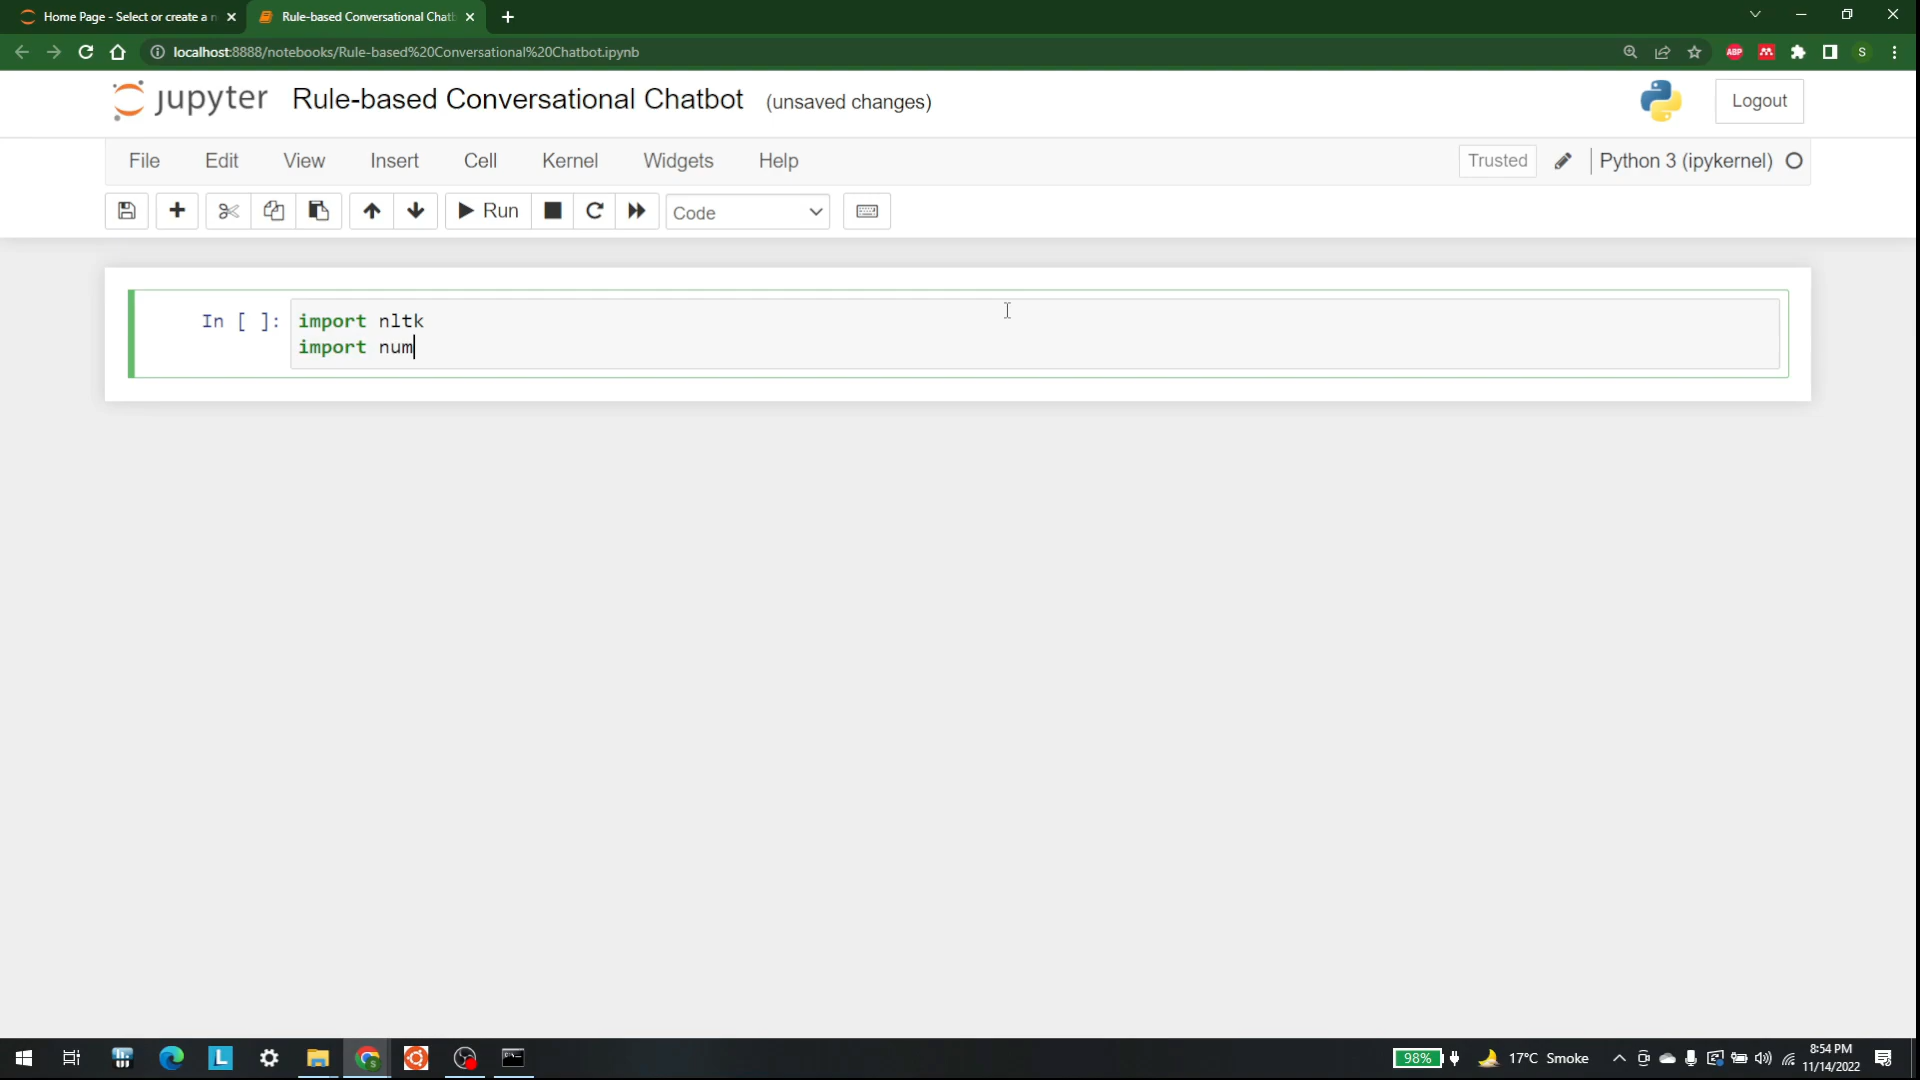 Home Page - Select or create a n
Rule-based Conversational Chatb
localhost:8888/notebooks/Rule-based%20Conversational%20Chatbot.ipynb
ABP
S
jupyter Rule-based Conversational Chatbot (unsaved changes)
Logout
File Edit View Insert Cell Kernel Widgets Help
Trusted Python 3 (ipykernel)
Run Code
In [ ]: import nltk
import num
L
98% 17°C Smoke
8:54 PM
11/14/2022